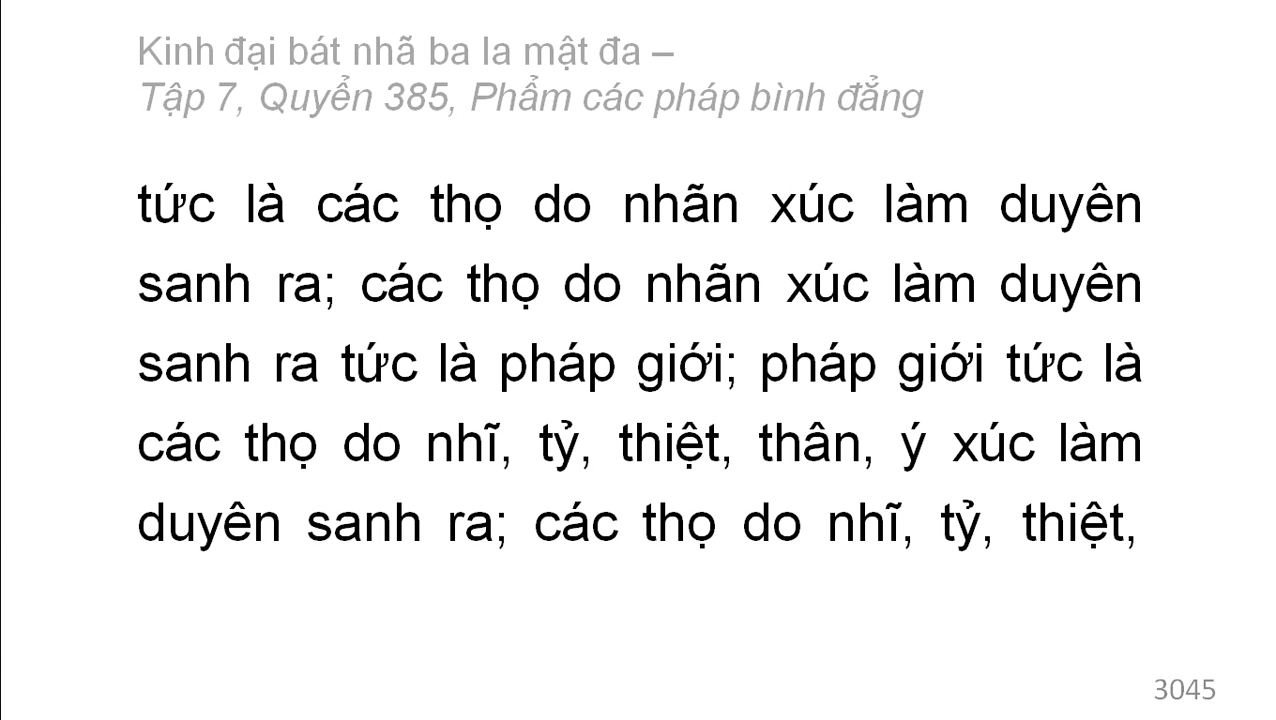 Kinh đại bát nhã ba la mật đa –
Tập 7, Quyển 385, Phẩm các pháp bình đẳng
tức là các thọ do nhãn xúc làm duyên
sanh ra; các thọ do nhãn xúc làm duyên
sanh ra tức là pháp giới; pháp giới tức là
các thọ do nhĩ, tỷ, thiệt, thân, ý xúc làm
duyên sanh ra; các thọ do nhĩ, tỷ, thiệt,
3045